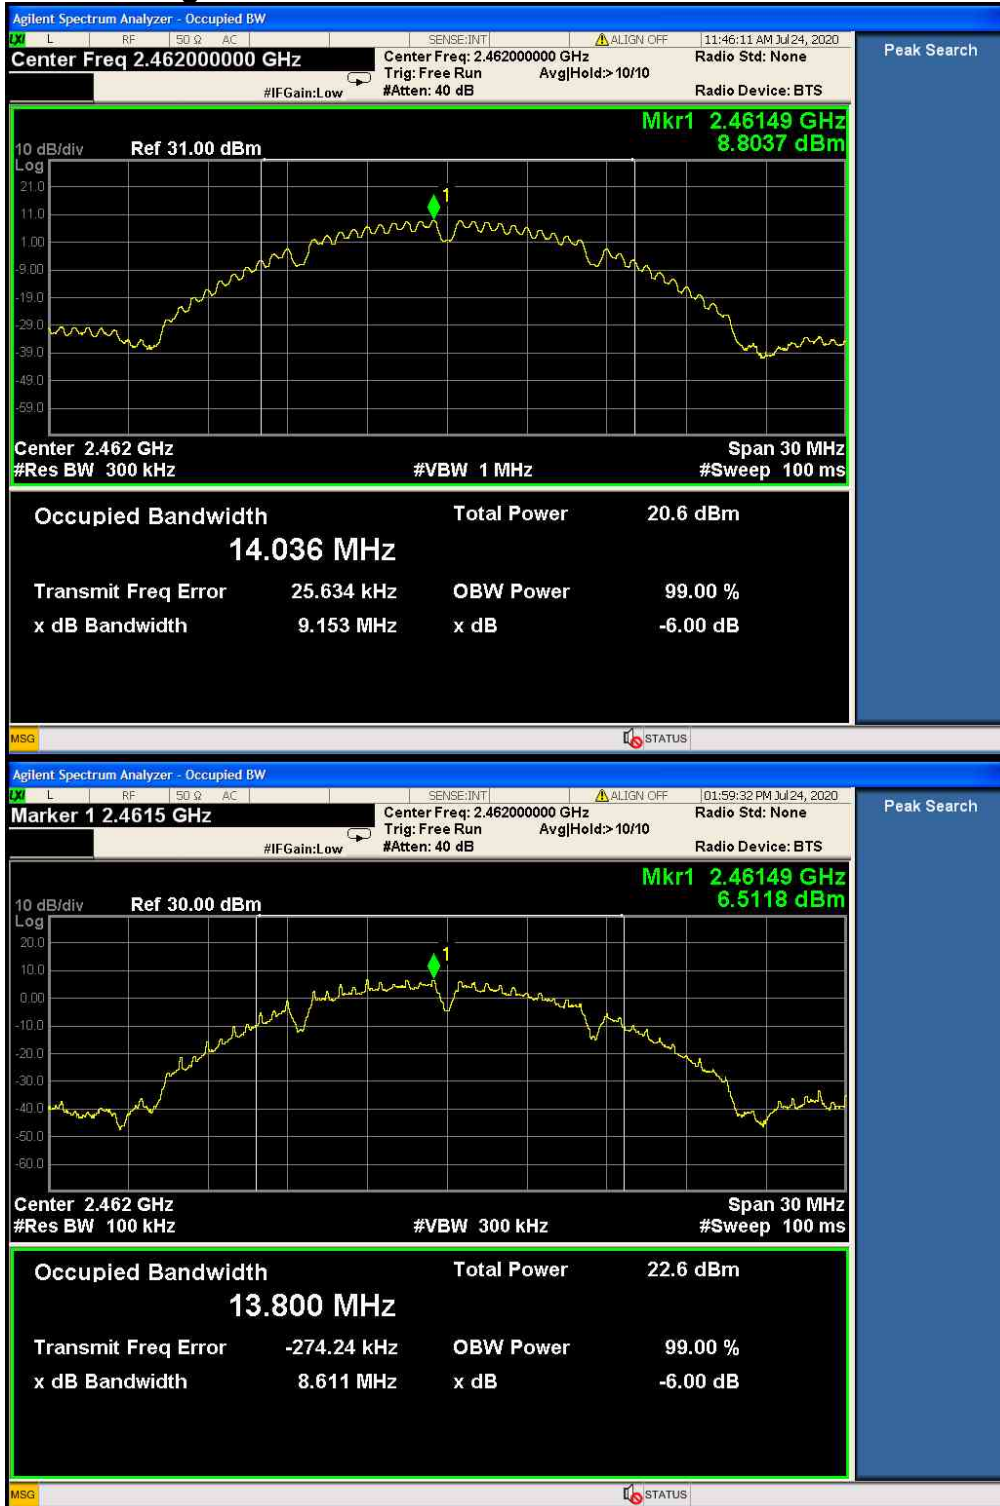 Agilent Spectrum Analyzer - Occupied BW
LXI L RF 50 Ω AC SENSE:INT ALIGN OFF 11:46:11 AM Jul 24, 2020
Center Freq 2.462000000 GHz
Center Freq: 2.462000000 GHz
Radio Std: None
Trig: Free Run Avg|Hold:> 10/10
#IFGain:Low #Atten: 40 dB
Radio Device: BTS
Peak Search
Mkr1 2.46149 GHz
8.8037 dBm
10 dB/div Ref 31.00 dBm
Log
21.0
11.0
1
1.00
-9.00
-19.0
-29.0
-39.0
-49.0
-59.0
Center 2.462 GHz Span 30 MHz
#Res BW 300 kHz #VBW 1 MHz #Sweep 100 ms
Occupied Bandwidth Total Power 20.6 dBm
14.036 MHz
Transmit Freq Error 25.634 kHz OBW Power 99.00 %
x dB Bandwidth 9.153 MHz x dB -6.00 dB
MSG STATUS
Agilent Spectrum Analyzer - Occupied BW
LXI L RF 50 Ω AC SENSE:INT ALIGN OFF 01:59:32 PM Jul 24, 2020
Marker 1 2.4615 GHz
Center Freq: 2.462000000 GHz
Radio Std: None
Trig: Free Run Avg|Hold:> 10/10
#IFGain:Low #Atten: 40 dB
Radio Device: BTS
Peak Search
Mkr1 2.46149 GHz
6.5118 dBm
10 dB/div Ref 30.00 dBm
Log
20.0
1
10.0
0.00
-10.0
-20.0
-30.0
-40.0
-50.0
-60.0
Center 2.462 GHz Span 30 MHz
#Res BW 100 kHz #VBW 300 kHz #Sweep 100 ms
Occupied Bandwidth Total Power 22.6 dBm
13.800 MHz
Transmit Freq Error -274.24 kHz OBW Power 99.00 %
x dB Bandwidth 8.611 MHz x dB -6.00 dB
MSG STATUS